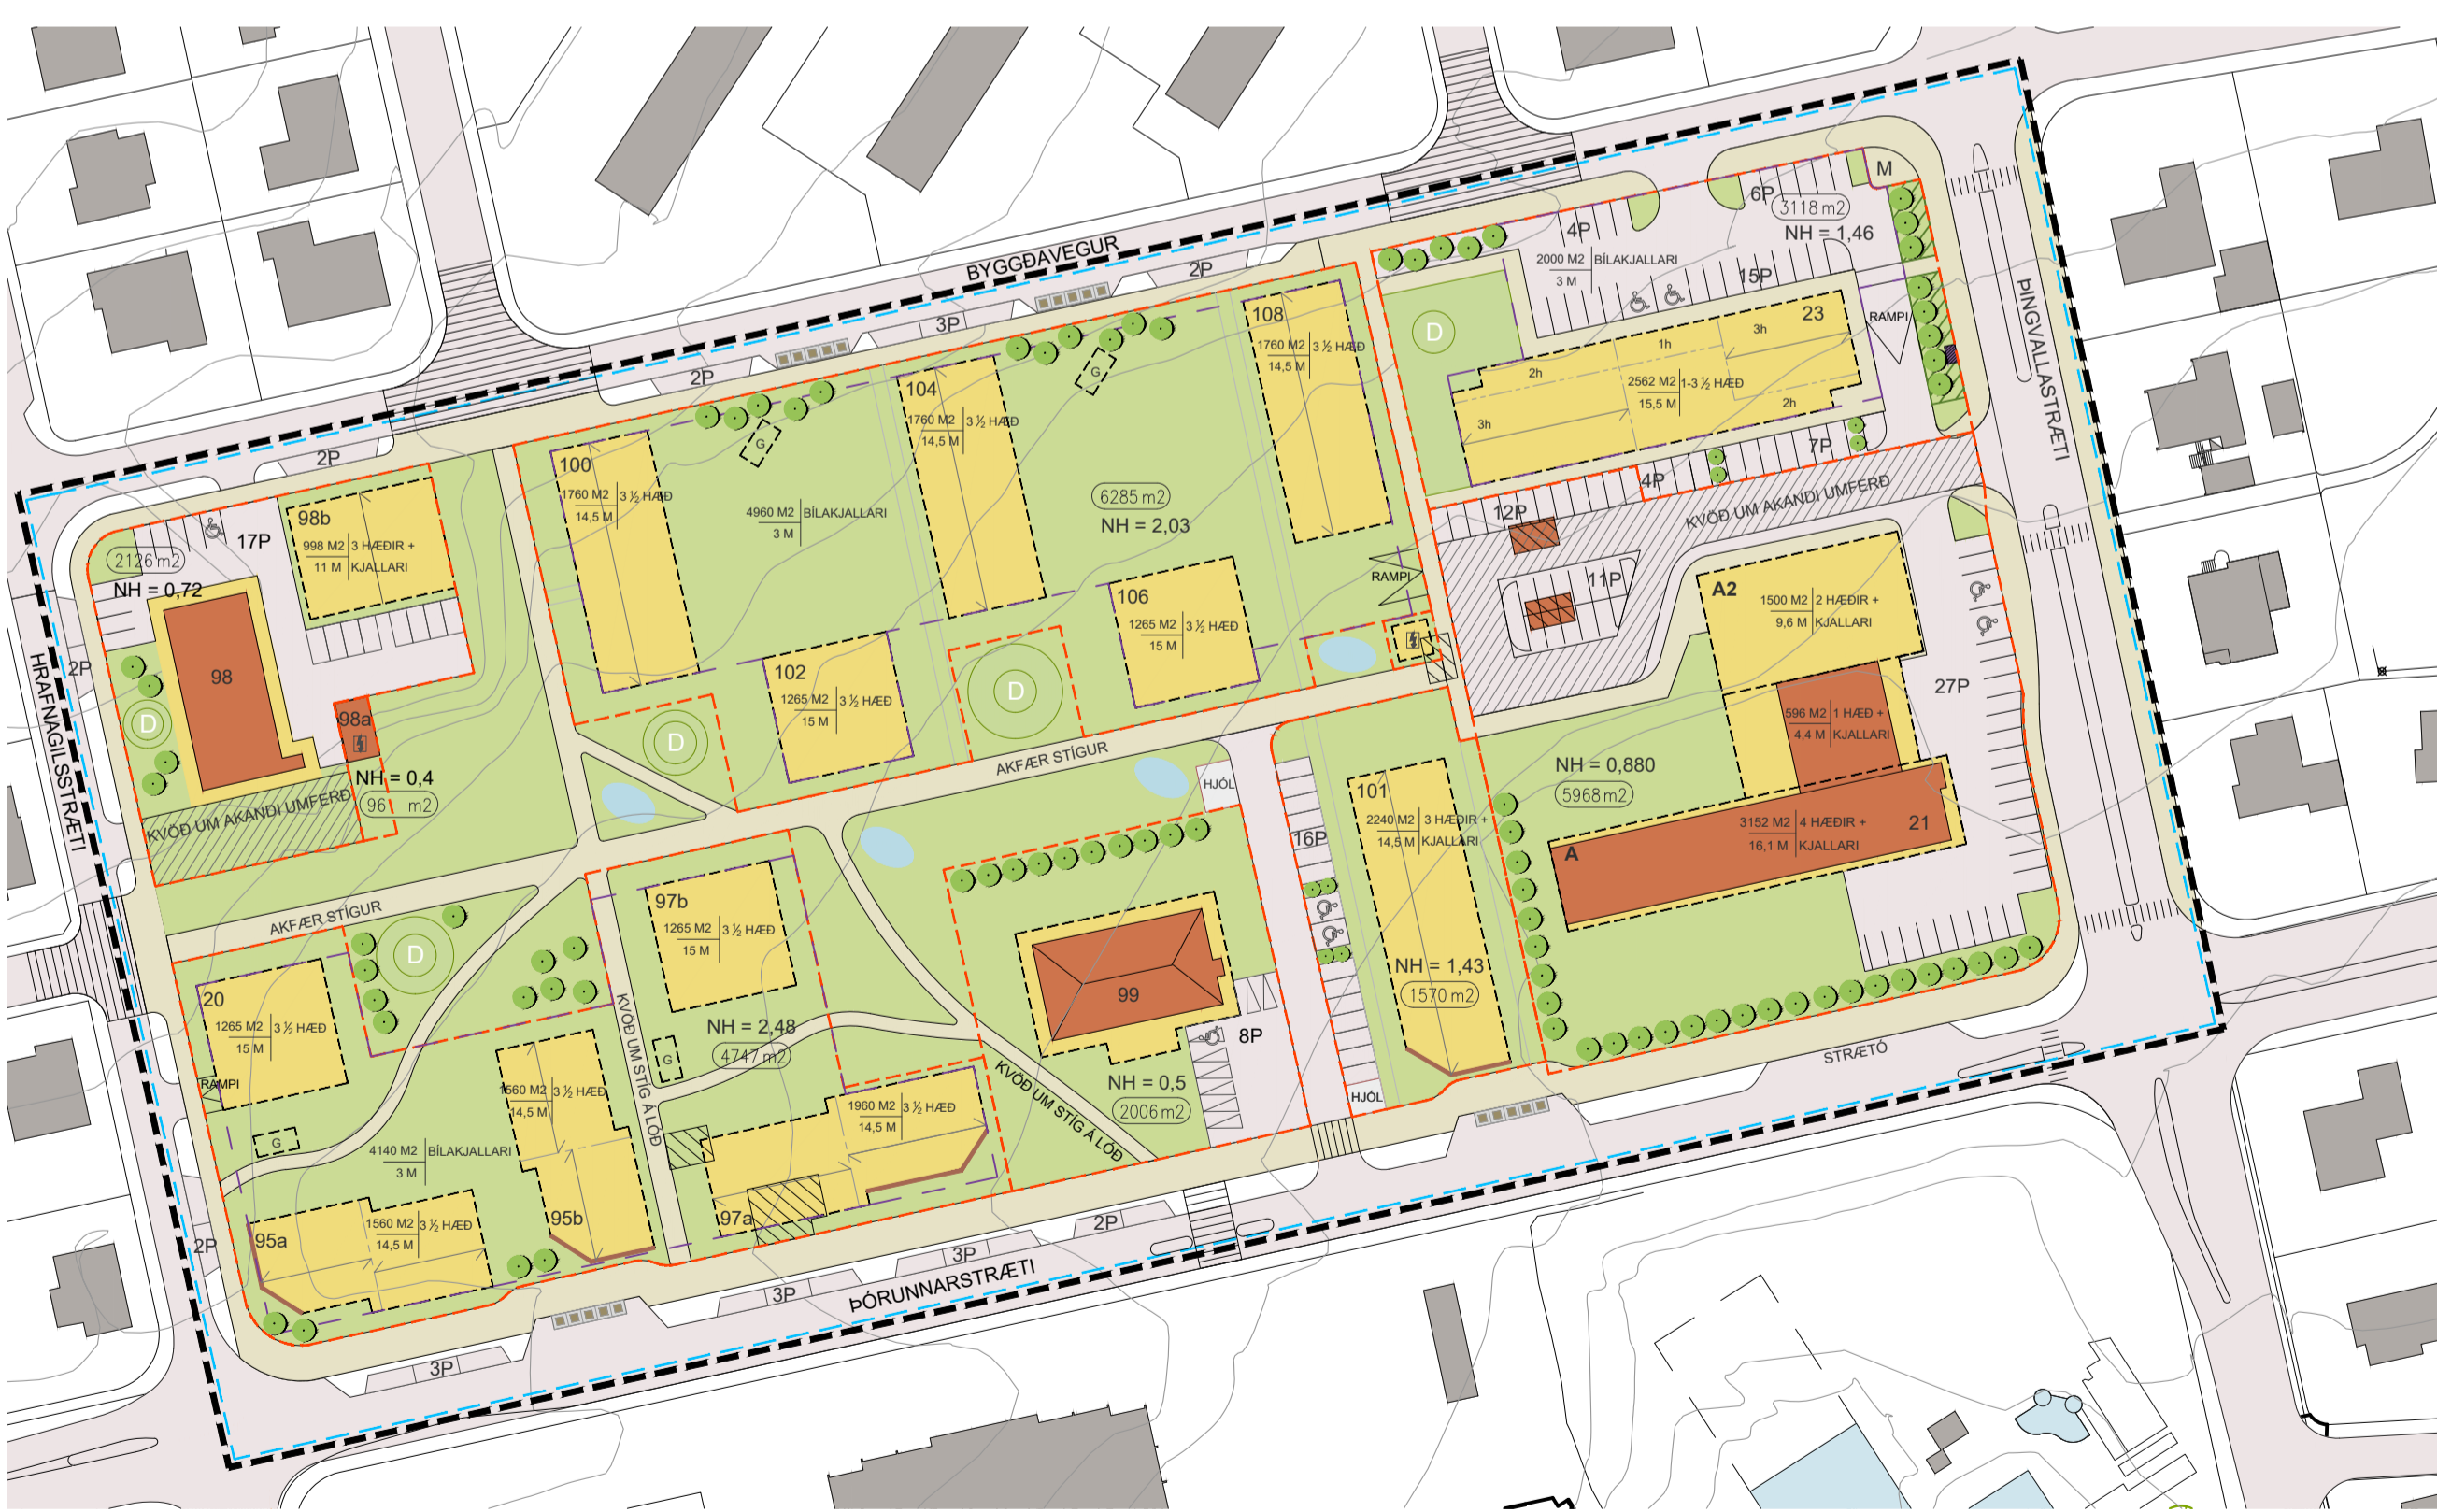 BYGGÐAVEGUR
ÞINGVALLASTRÆTI
HRAFNAGILSSTRÆTI
ÞÓRUNNARSTRÆTI
STRÆTÓ
2P
3P
2P
2P
2P
2P
2P
3P
3P
3P
2P
2126 m2
NH = 0,72
17P
98b
998 M2 3 HÆÐIR +
11 M KJALLARI
98
98a
D
NH = 0,4
96 m2
KVÖÐ UM AKANDI UMFERÐ
100
1760 M2 3 ½ HÆÐ
14,5 M
G
4960 M2 BÍLAKJALLARI
3 M
104
1760 M2 3 ½ HÆÐ
14,5 M
G
6285 m2
NH = 2,03
108
1760 M2 3 ½ HÆÐ
14,5 M
102
1265 M2 3 ½ HÆÐ
15 M
106
1265 M2 3 ½ HÆÐ
15 M
RAMPI
D
D
AKFÆR STÍGUR
4P
6P
M
3118 m2
NH = 1,46
2000 M2 BÍLAKJALLARI
3 M
15P
D
23
3h
1h
2h
2562 M2 1-3 ½ HÆÐ
15,5 M
3h
2h
RAMPI
7P
4P
12P
11P
KVÖÐ UM AKANDI UMFERÐ
A2
1500 M2 2 HÆÐIR +
9,6 M KJALLARI
596 M2 1 HÆÐ +
4,4 M KJALLARI
27P
NH = 0,880
5968 m2
A
3152 M2 4 HÆÐIR +
16,1 M KJALLARI
21
101
2240 M2 3 HÆÐIR +
14,5 M KJALLARI
NH = 1,43
1570 m2
HJÓL
16P
HJÓL
99
8P
NH = 0,5
2006 m2
KVÖÐ UM STÍG Á LÓÐ
AKFÆR STÍGUR
D
20
1265 M2 3 ½ HÆÐ
15 M
RAMPI
G
4140 M2 BÍLAKJALLARI
3 M
95a
1560 M2 3 ½ HÆÐ
14,5 M
95b
1560 M2 3 ½ HÆÐ
14,5 M
KVÖÐ UM STÍG Á LÓÐ
97b
1265 M2 3 ½ HÆÐ
15 M
NH = 2,48
4747 m2
G
97a
1960 M2 3 ½ HÆÐ
14,5 M